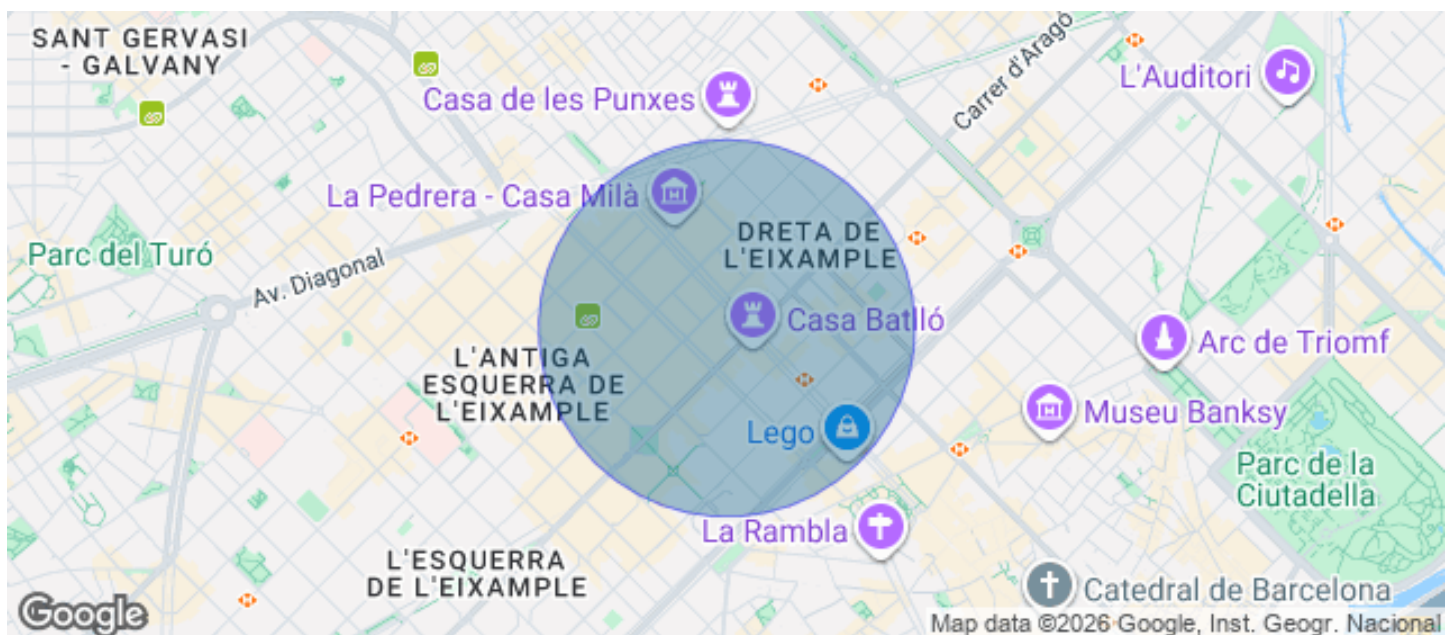 SANT GERVASI
- GALVANY
Casa de les Punxes
Carrer d'Aragó
L'Auditori
La Pedrera - Casa Milà
DRETA DE
L'EIXAMPLE
Parc del Turó
Av. Diagonal
Casa Batlló
Arc de Triomf
L'ANTIGA
ESQUERRA DE
L'EIXAMPLE
Lego
Museu Banksy
Parc de la
Ciutadella
La Rambla
L'ESQUERRA
DE L'EIXAMPLE
Catedral de Barcelona
Google
Map data ©2026 Google, Inst. Geogr. Nacional